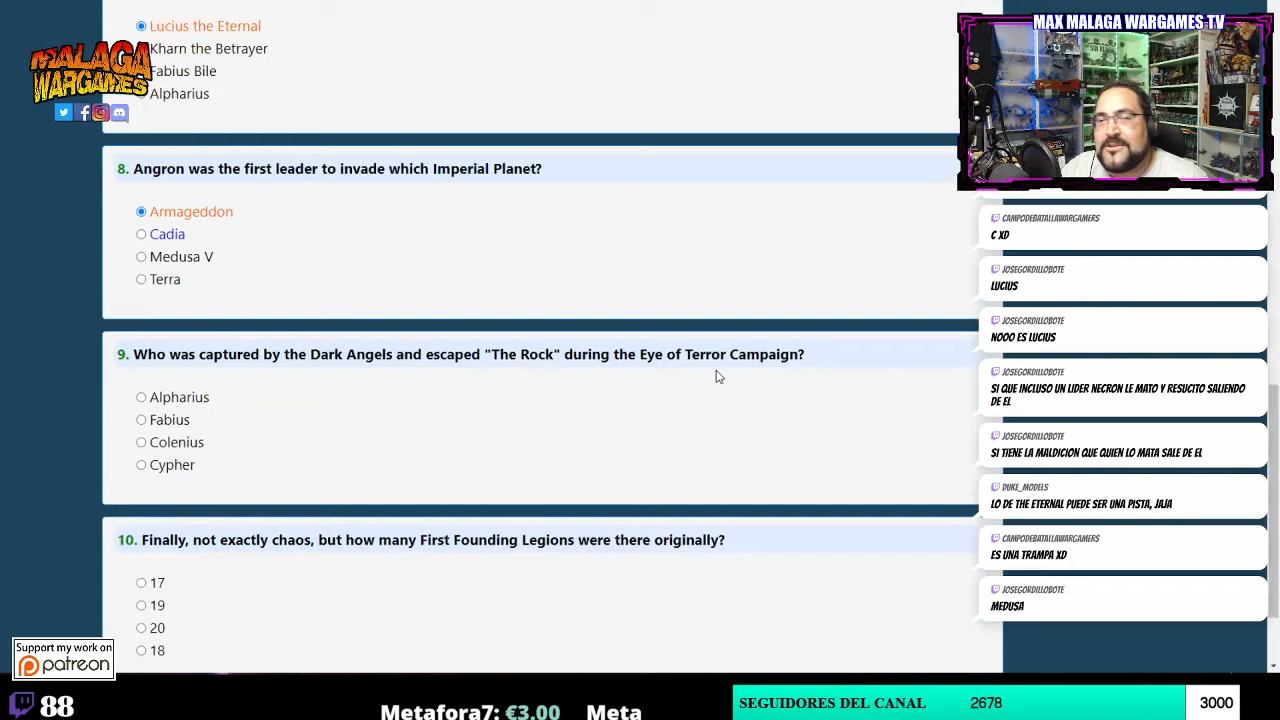 Lucius the Eternal
Kharn the Betrayer
Fabius Bile
Alpharius
MALAGA
WARGAMES
MAX MALAGA WARGAMES TV
8. Angron was the first leader to invade which Imperial Planet?
Armageddon
Cadia
Medusa V
Terra
9. Who was captured by the Dark Angels and escaped "The Rock" during the Eye of Terror Campaign?
Alpharius
Fabius
Colenius
Cypher
10. Finally, not exactly chaos, but how many First Founding Legions were there originally?
17
19
20
18
CAMPODEBATALLAWARGAMERS
C XD
JOSEGORDILLOBOTE
LUCIUS
JOSEGORDILLOBOTE
NOOO ES LUCIUS
JOSEGORDILLOBOTE
SI QUE INCLUSO UN LIDER NECRON LE MATO Y RESUCITO SALIENDO
DE EL
JOSEGORDILLOBOTE
SI TIENE LA MALDICION QUE QUIEN LO MATA SALE DE EL
DUKE_MODELS
LO DE THE ETERNAL PUEDE SER UNA PISTA, JAJA
CAMPODEBATALLAWARGAMERS
ES UNA TRAMPA XD
JOSEGORDILLOBOTE
MEDUSA
Support my work on
patreon
88
Metafora7: €3.00 Meta
SEGUIDORES DEL CANAL 2678 3000